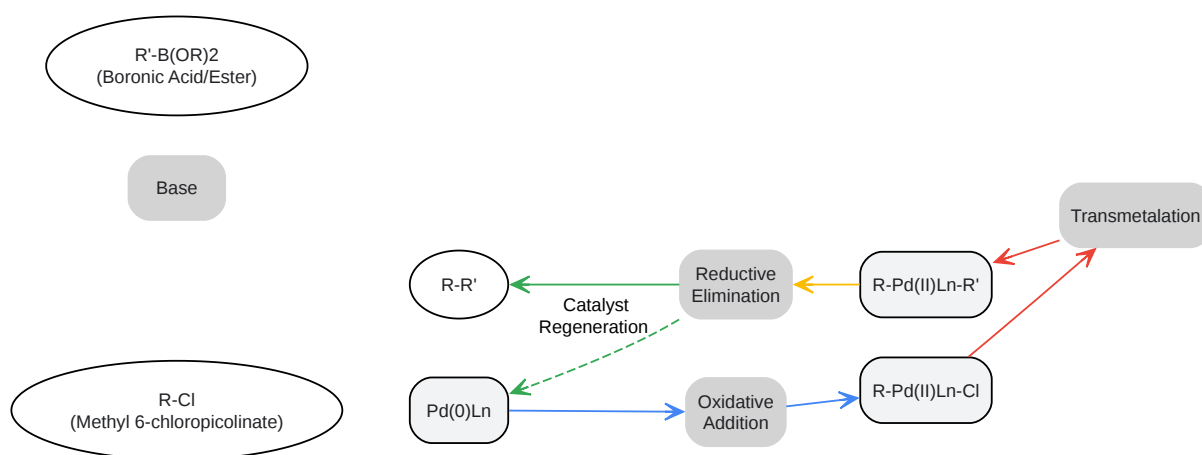 R'-B(OR)2
(Boronic Acid/Ester)
Base
Transmetalation
R-R'
Reductive
Elimination
R-Pd(II)Ln-R'
Catalyst
Regeneration
R-Cl
(Methyl 6-chloropicolinate)
Pd(0)Ln
Oxidative
Addition
R-Pd(II)Ln-Cl